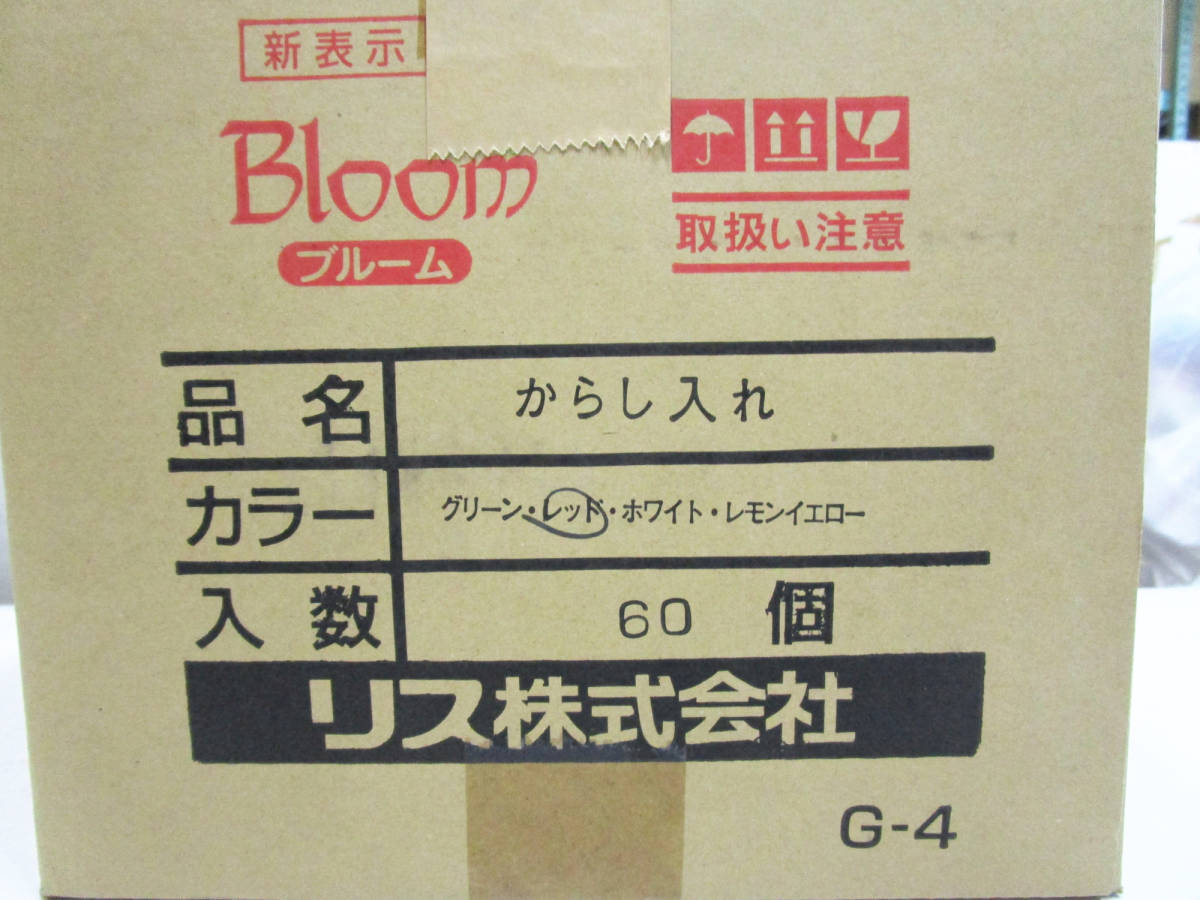 新表示
Bloom
ブルーム
取扱い注意
品名 からし入れ
カラー グリーン・レッド・ホワイト・レモンイエロー
入数 60 個
リス株式会社
G-4